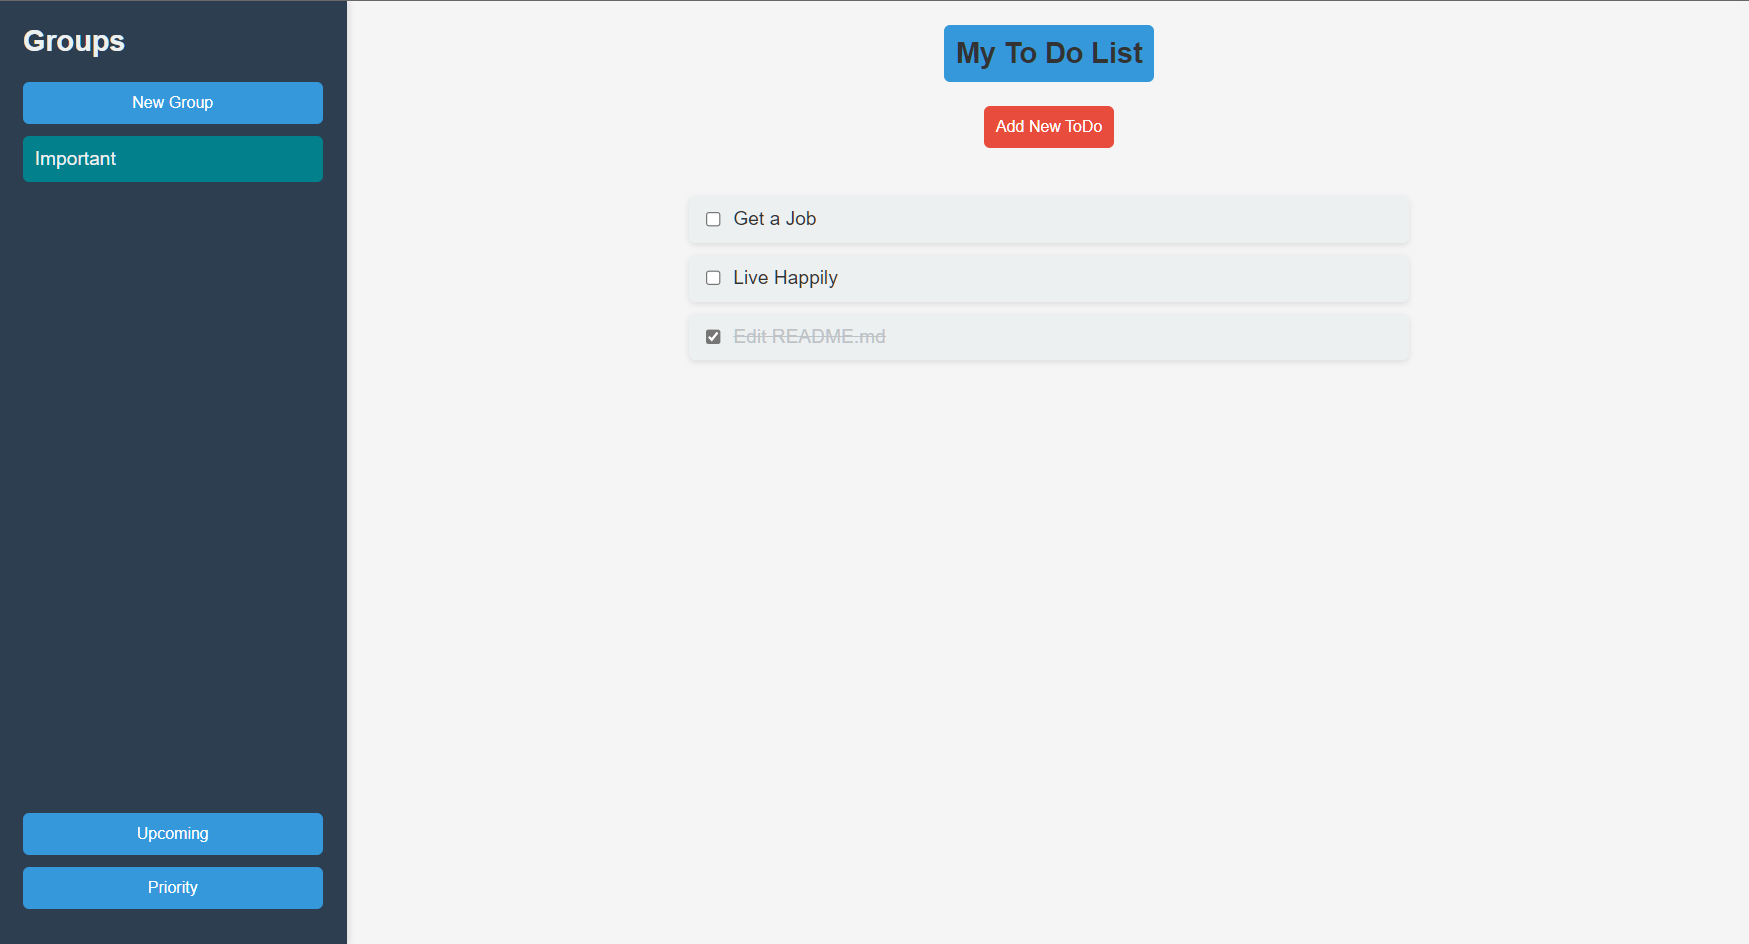 Groups
New Group
Important
Upcoming
Priority
My To Do List
Add New ToDo
Get a Job
Live Happily
Edit README.md